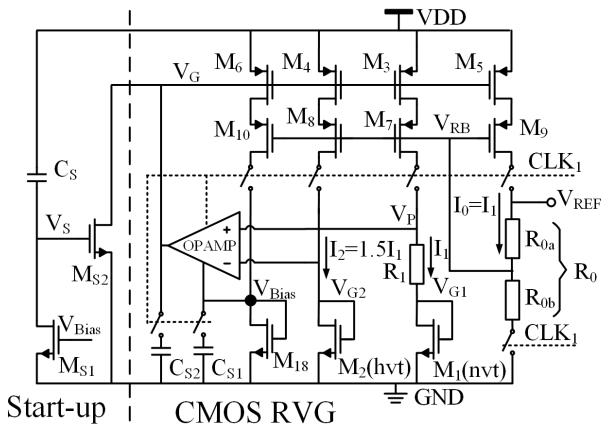 VDD
M6
M4
M3
M5
VG
M10
M8
M7
VRB
M9
CLK1
CS
VS
MS2
OPAMP
+
−
VP
I0=I1
VREF
R0a
R0
I2=1.5I1
R1
I1
VBias
VG2
VG1
R0b
VBias
MS1
CS2
CS1
M18
M2(hvt)
M1(nvt)
CLK1
GND
Start-up
CMOS RVG